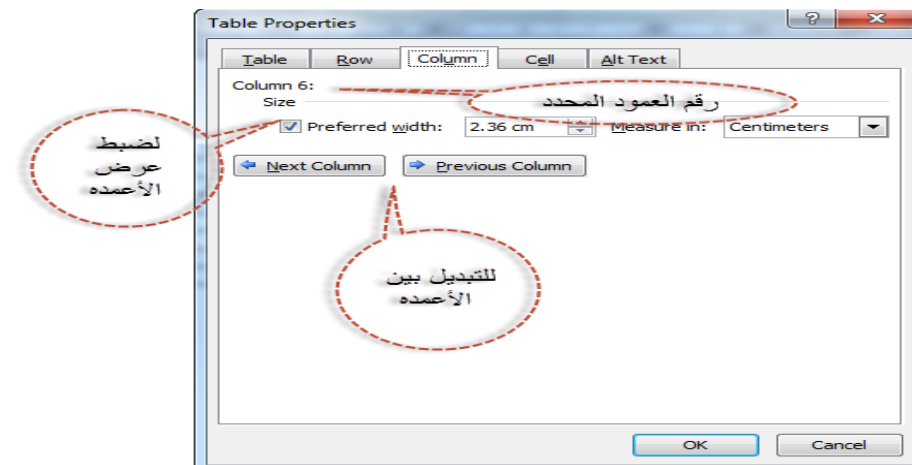 Table Properties
Table Row Column Cell Alt Text
Column 6:
رقم العمود المحدد
Size
Preferred width: 2.36 cm Measure in: Centimeters
لضبط
عرض
الأعمده
Next Column Previous Column
للتبديل بين
الأعمده
OK Cancel